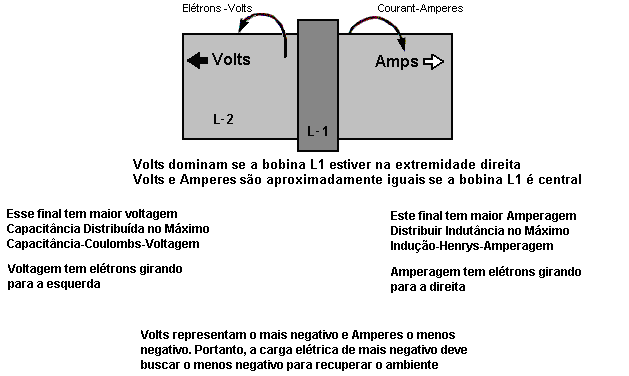 Elétrons -Volts
Courant-Amperes
Volts
Amps
L-2
L-1
Volts dominam se a bobina L1 estiver na extremidade direita
Volts e Amperes são aproximadamente iguais se a bobina L1 é central
Esse final tem maior voltagem
Capacitância Distribuída no Máximo
Capacitância-Coulombs-Voltagem
Voltagem tem elétrons girando
para a esquerda
Este final tem maior Amperagem
Distribuir Indutância no Máximo
Indução-Henrys-Amperagem
Amperagem tem elétrons girando
para a direita
Volts representam o mais negativo e Amperes o menos
negativo. Portanto, a carga elétrica de mais negativo deve
buscar o menos negativo para recuperar o ambiente